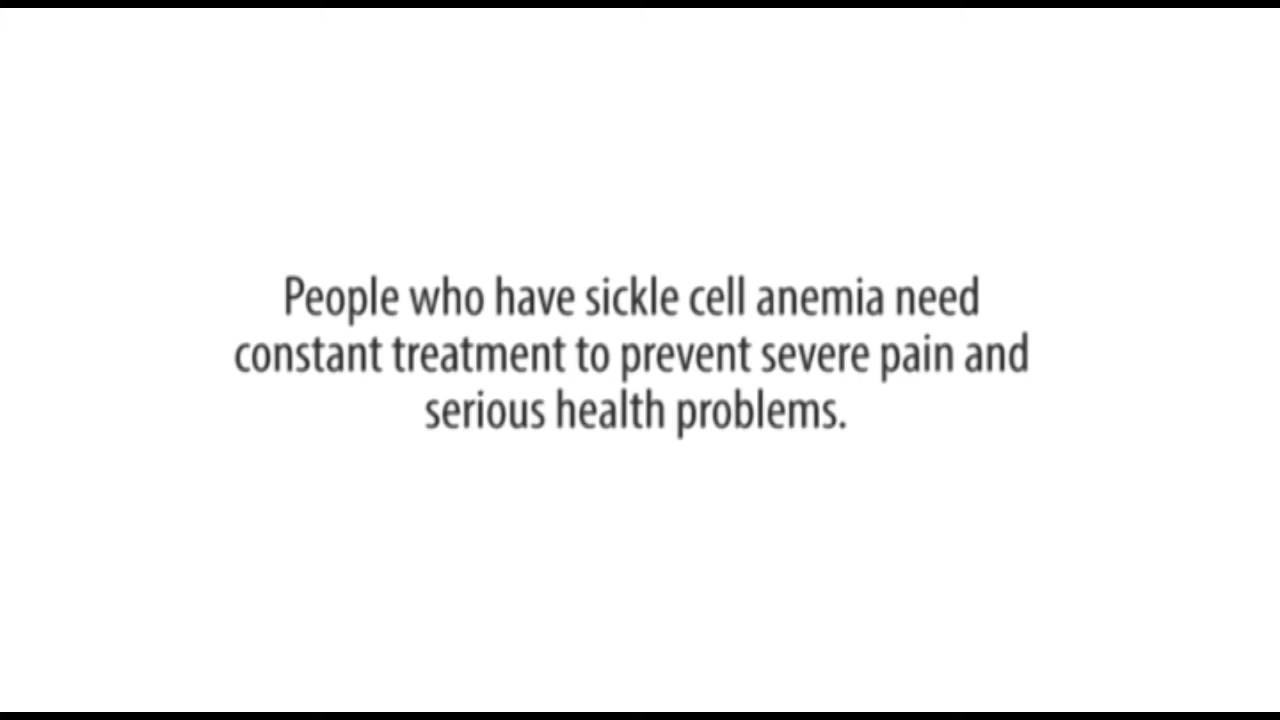 People who have sickle cell anemia need
constant treatment to prevent severe pain and
serious health problems.